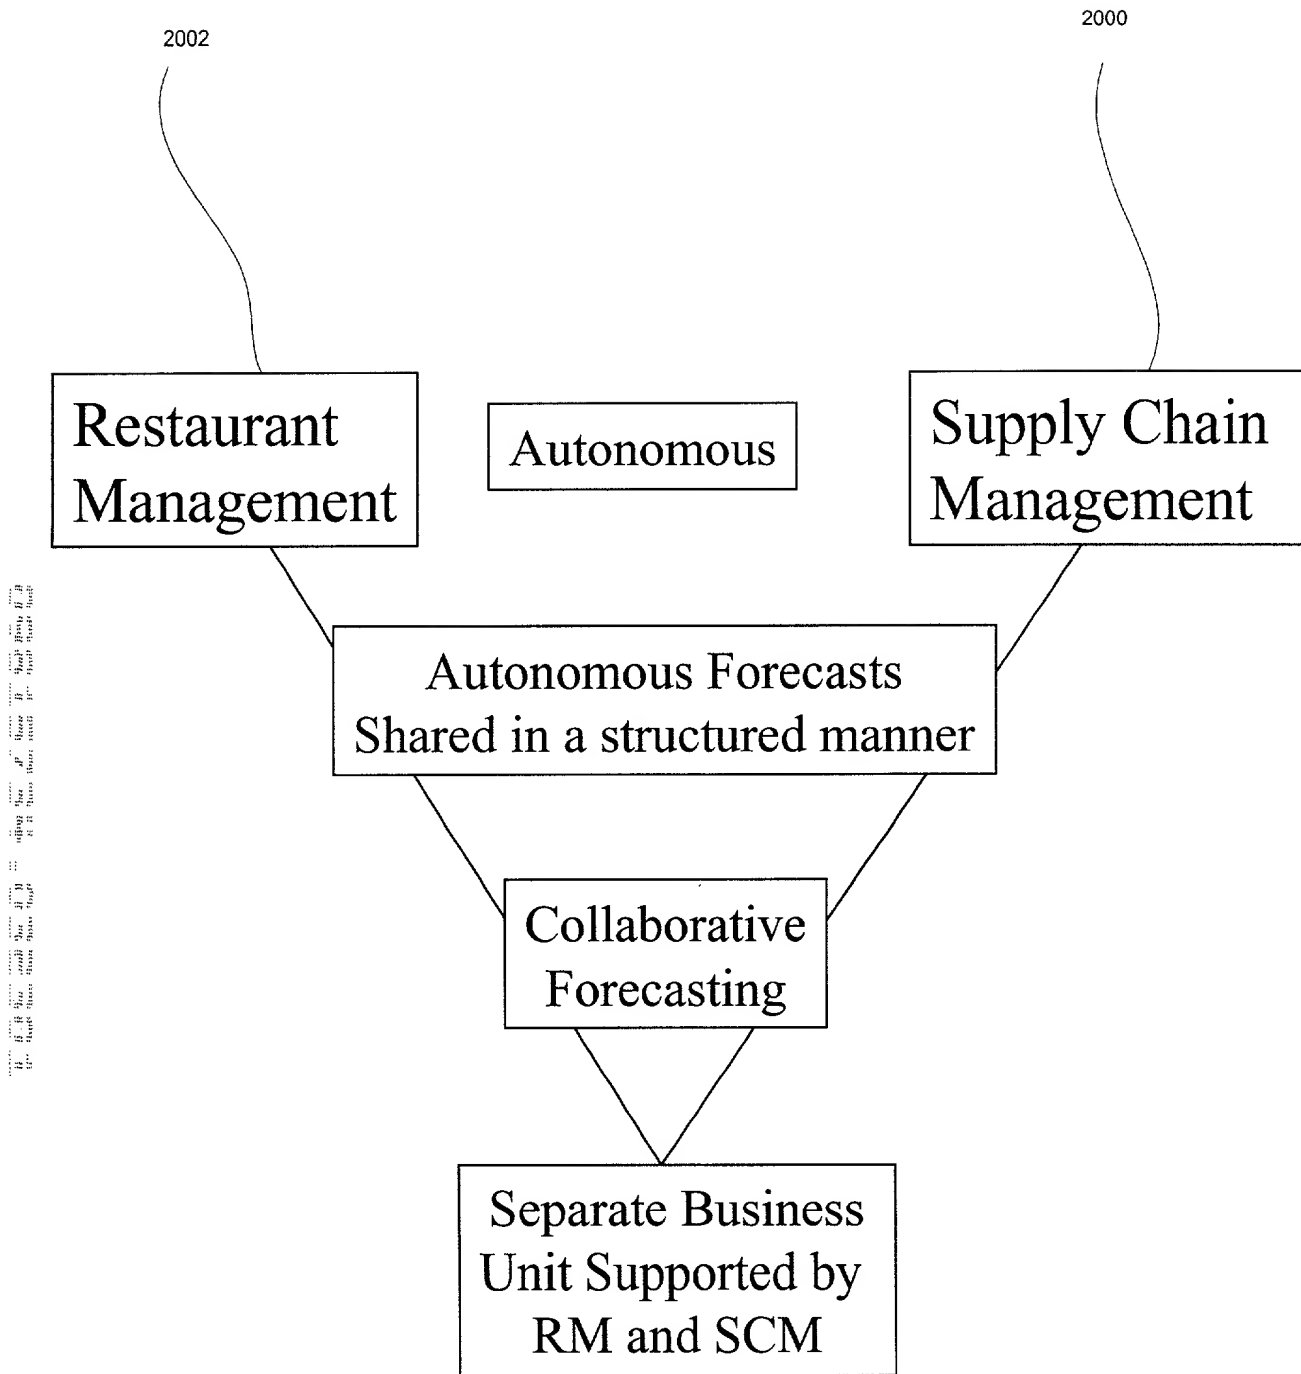 2002
2000
Restaurant
Management
Autonomous
Supply Chain
Management
Autonomous Forecasts
Shared in a structured manner
Collaborative
Forecasting
Separate Business
Unit Supported by
RM and SCM